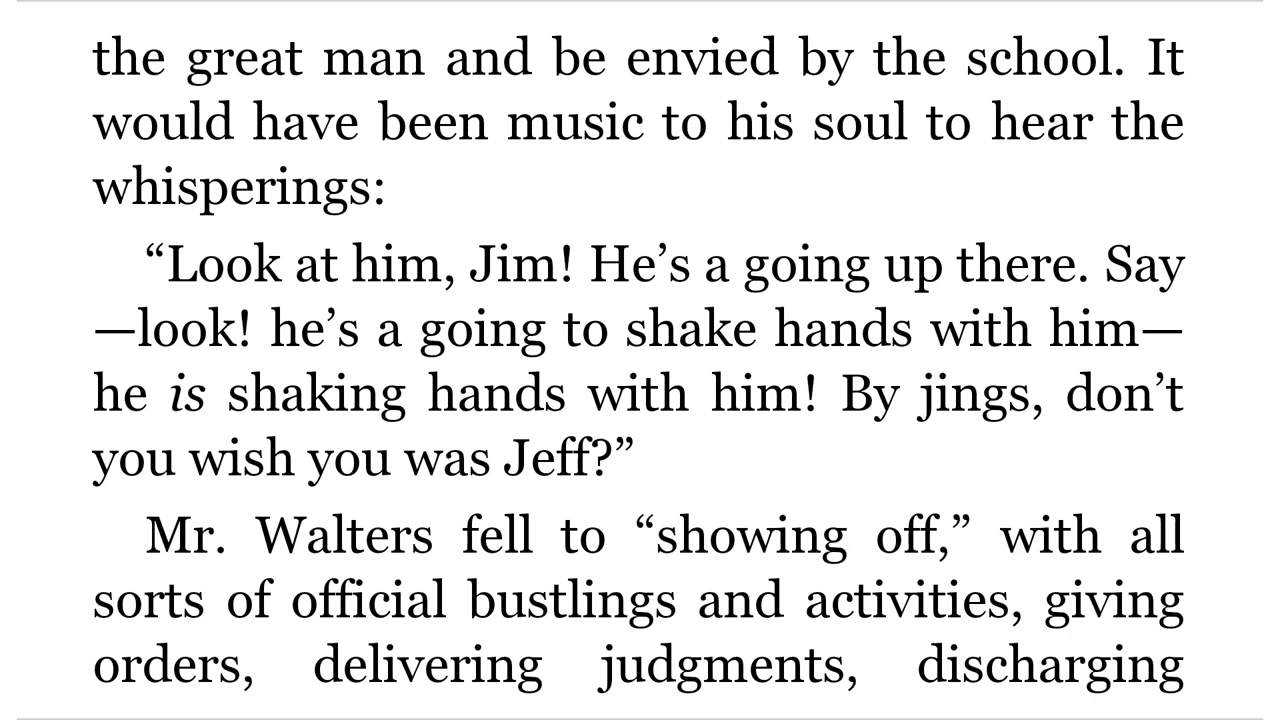 the great man and be envied by the school. It
would have been music to his soul to hear the
whisperings:
“Look at him, Jim! He’s a going up there. Say
—look! he’s a going to shake hands with him—
he is shaking hands with him! By jings, don’t
you wish you was Jeff?”
Mr. Walters fell to “showing off,” with all
sorts of official bustlings and activities, giving
orders, delivering judgments, discharging